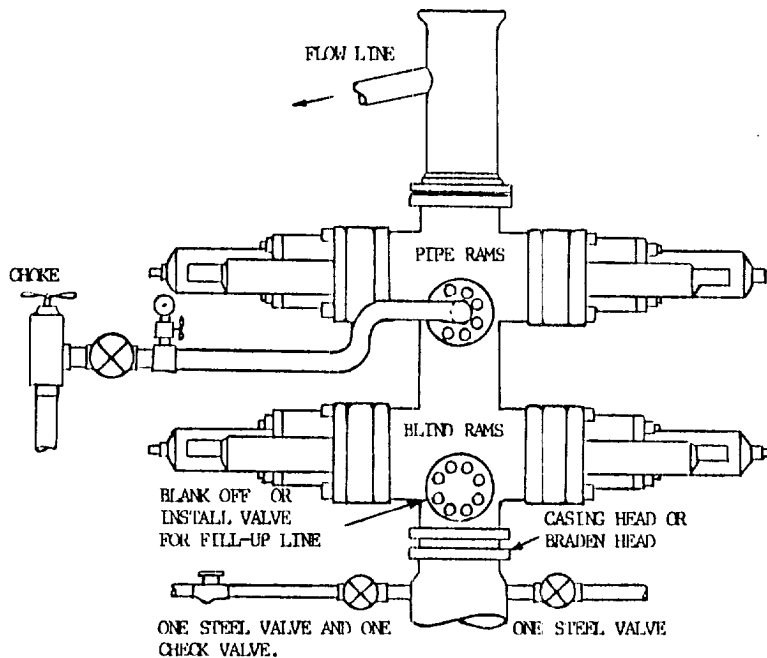 FLOW LINE
PIPE RAMS
CHOKE
BLIND RAMS
BLANK OFF OR
INSTALL VALVE
FOR FILL-UP LINE
CASING HEAD OR
BRADEN HEAD
ONE STEEL VALVE AND ONE
CHECK VALVE.
ONE STEEL VALVE